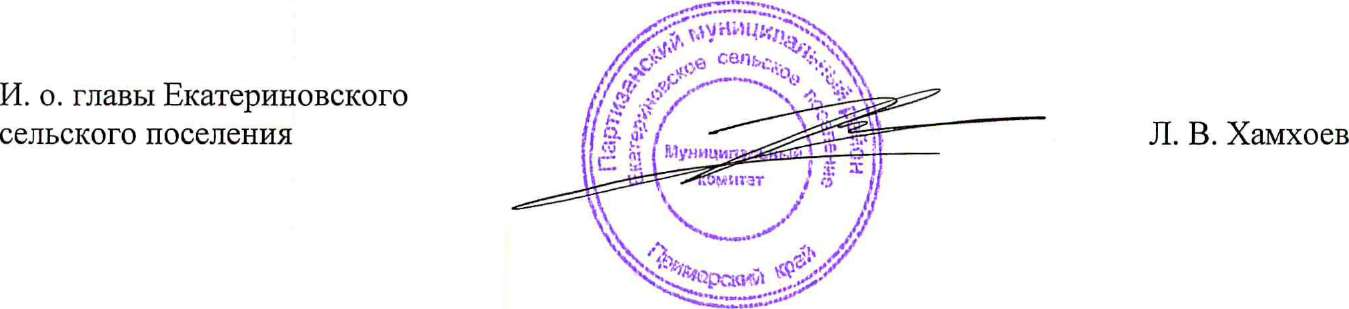 И. о. главы Екатериновского
сельского поселения
Партизанский муниципальный район
Екатериновское сельское поселение
Муниципальный
комитет
Приморский край
Л. В. Хамхоев